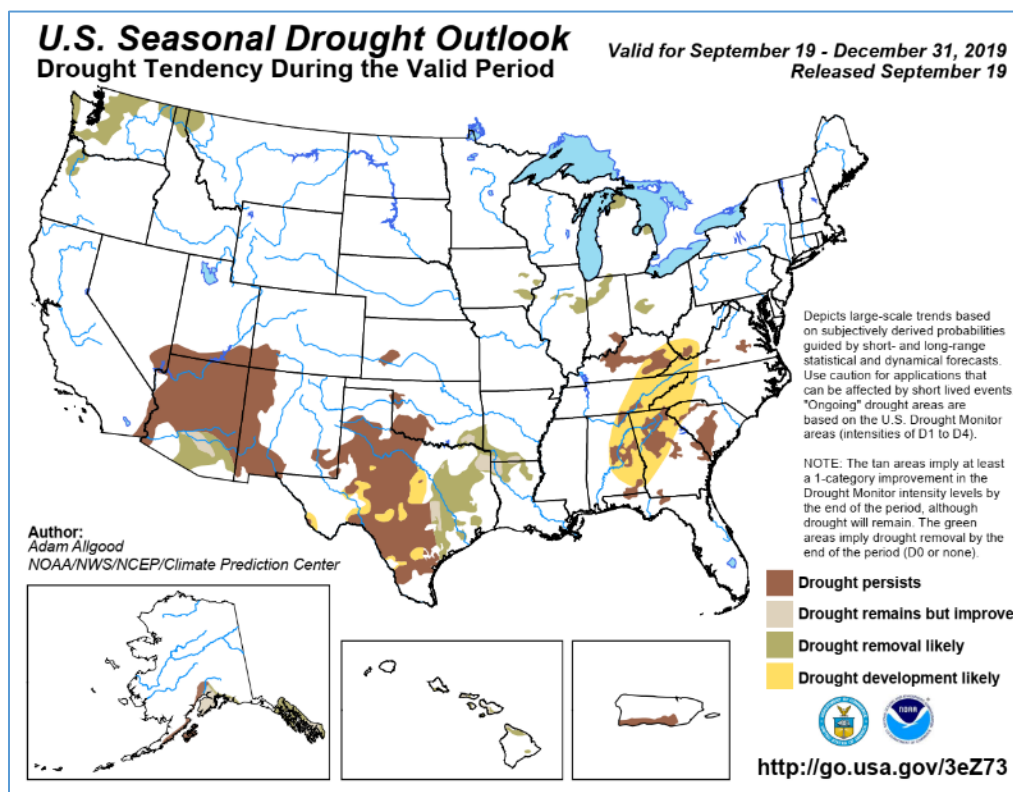 U.S. Seasonal Drought Outlook
Drought Tendency During the Valid Period
Valid for September 19 - December 31, 2019
Released September 19
Depicts large-scale trends based
on subjectively derived probabilities
guided by short- and long-range
statistical and dynamical forecasts.
Use caution for applications that
can be affected by short lived events
"Ongoing" drought areas are
based on the U.S. Drought Monitor
areas (intensities of D1 to D4).
NOTE: The tan areas imply at least
a 1-category improvement in the
Drought Monitor intensity levels by
the end of the period, although
drought will remain. The green
areas imply drought removal by the
end of the period (D0 or none).
Author:
Adam Allgood
NOAA/NWS/NCEP/Climate Prediction Center
Drought persists
Drought remains but improve
Drought removal likely
Drought development likely
NOAA
http://go.usa.gov/3eZ73